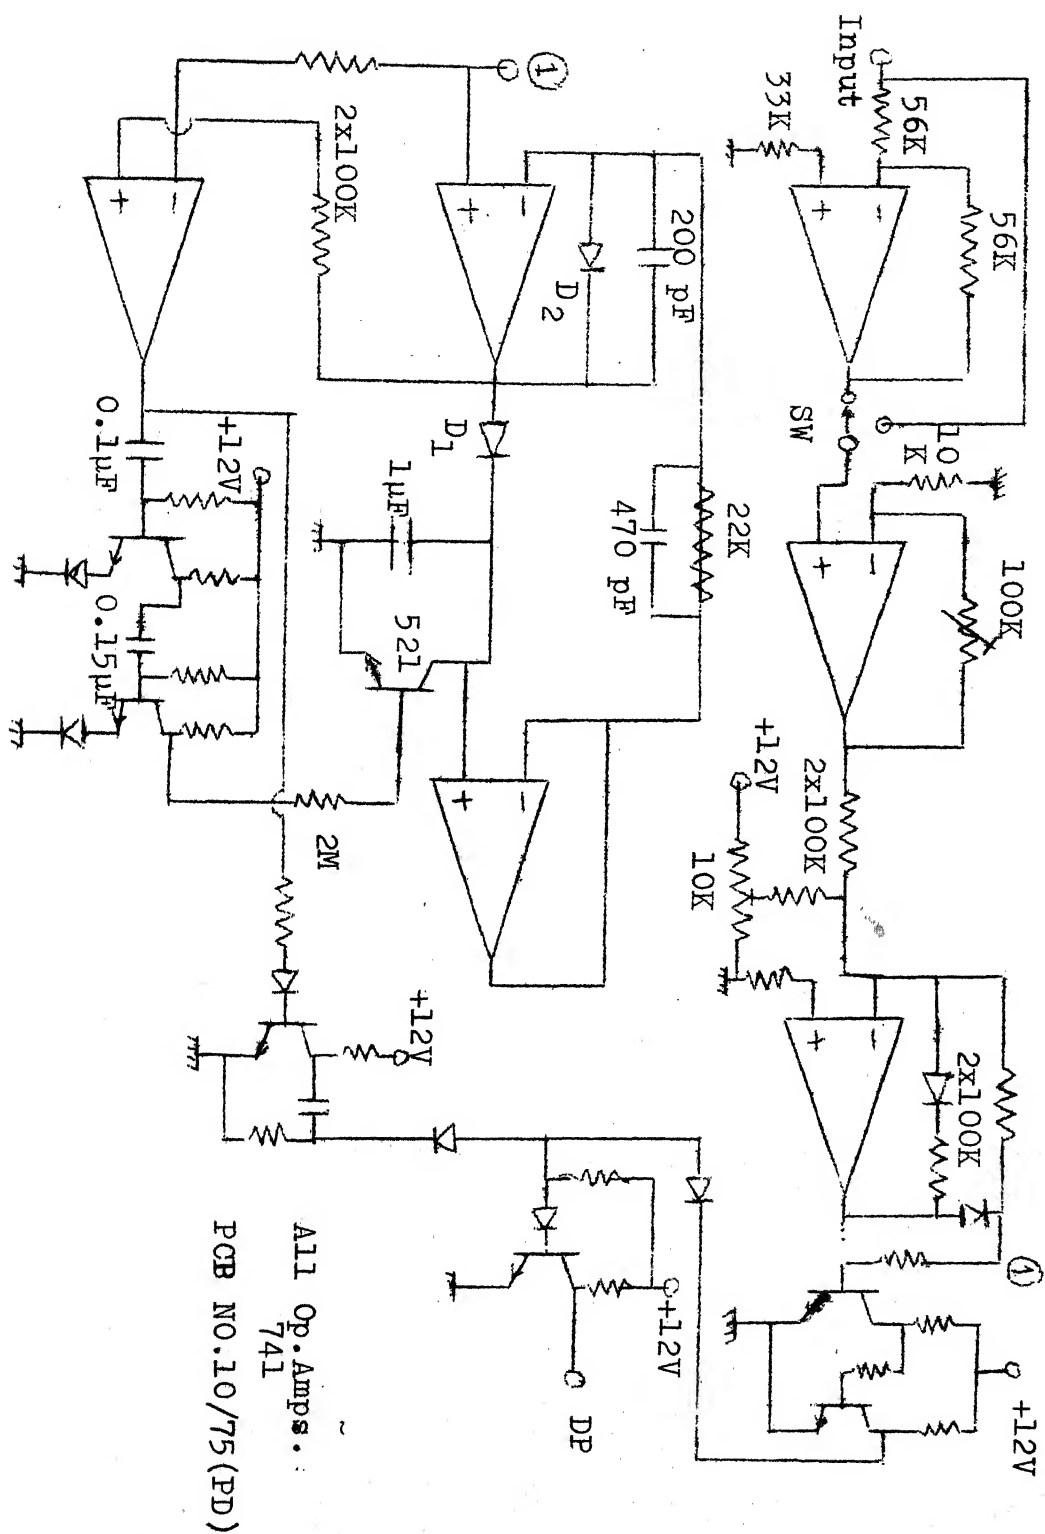 Input
56K
56K
33K
+
−
SW
10
K
100K
+
−
2x100K
+12V
10K
+
−
2x100K
1
+12V
1
2x100K
+
−
D2
200 pF
22K
470 pF
D1
1µF
521
+
−
+
−
0.1µF
+12V
0.15µF
2M
+12V
+12V
DP
All Op.Amps.
741
PCB NO.10/75(PD)